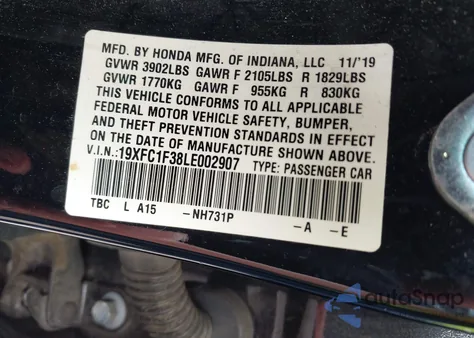 MFD. BY HONDA MFG. OF INDIANA, LLC 11/'19
GVWR 3902LBS GAWR F 2105LBS R 1829LBS
GVWR 1770KG GAWR F 955KG R 830KG
THIS VEHICLE CONFORMS TO ALL APPLICABLE
FEDERAL MOTOR VEHICLE SAFETY, BUMPER,
AND THEFT PREVENTION STANDARDS IN EFFECT
ON THE DATE OF MANUFACTURE SHOWN ABOVE.
V.I.N.:19XFC1F38LE002907 TYPE: PASSENGER CAR
TBC L A15 -NH731P -A -E
autoSnap